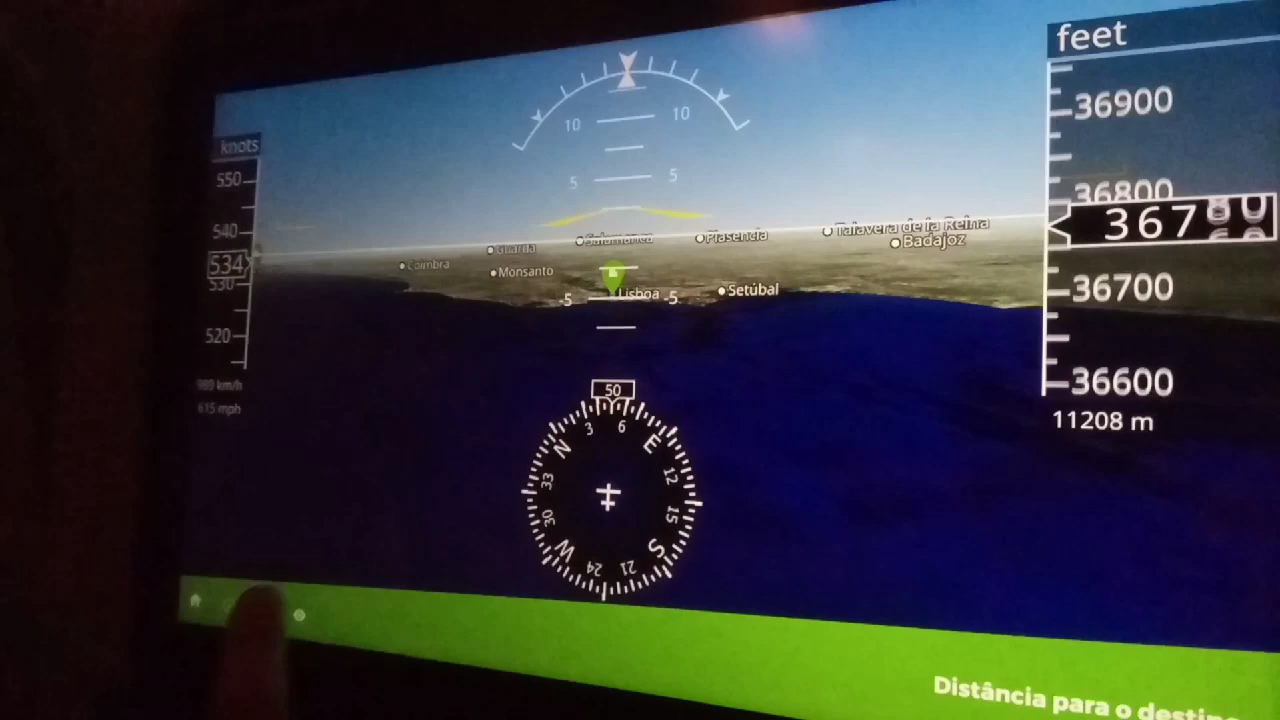 feet
knots
10
10
36900
550
5
5
36800
540
534
530
520
367
Guarda
Salamanca
Plasencia
Talavera de la Reina
Badajoz
Coimbra
Monsanto
Lisboa
Setúbal
-5
-5
36700
36600
11208 m
615 mph
50
3
6
N
E
33
12
30
15
W
S
24
21
Distância para o destino